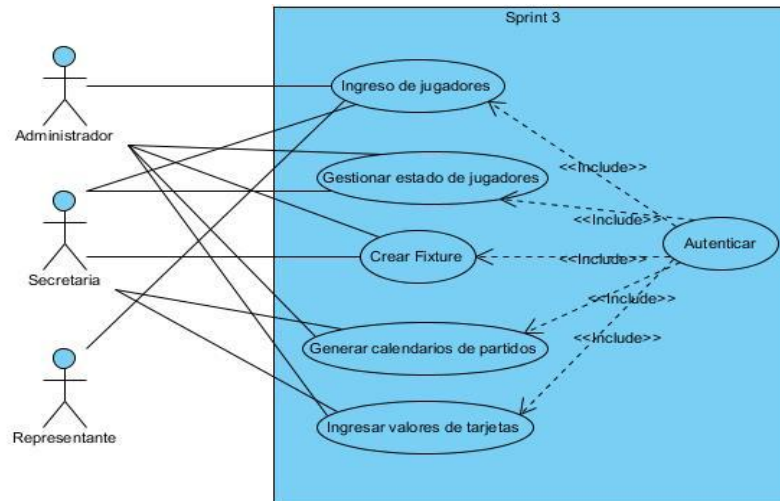 Sprint 3
Ingreso de jugadores
Administrador
<<Include>>
Gestionar estado de jugadores
<<Include>>
Autenticar
Crear Fixture
<<Include>>
Secretaria
<<Include>>
<<Include>>
Generar calendarios de partidos
Ingresar valores de tarjetas
Representante